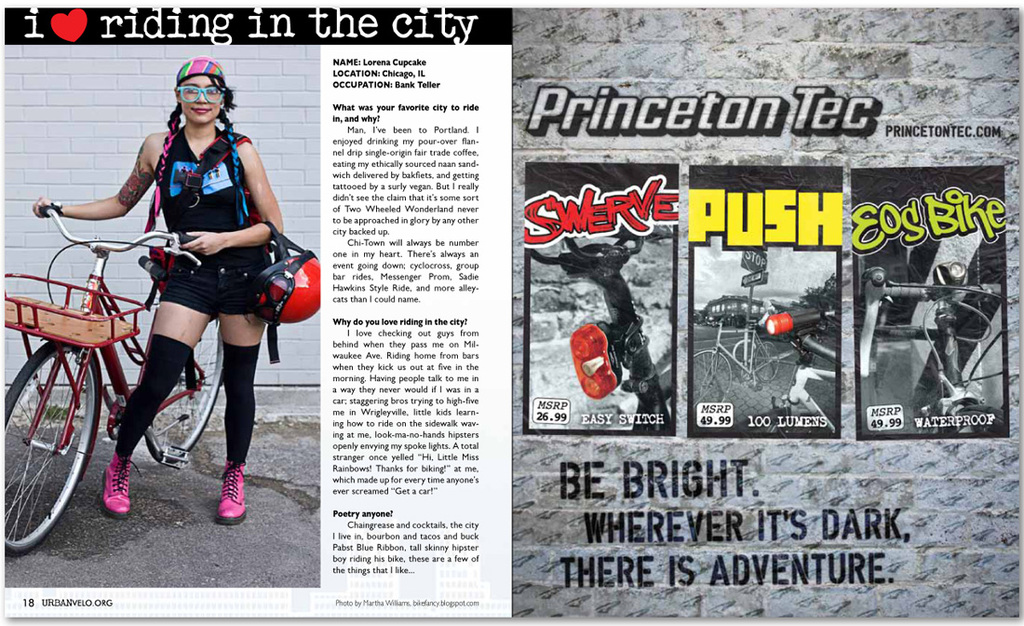 i ❤ riding in the city
NAME: Lorena Cupcake
LOCATION: Chicago, IL
OCCUPATION: Bank Teller
What was your favorite city to ride
in, and why?
Man, I've been to Portland. I
enjoyed drinking my pour-over flan-
nel drip single-origin fair trade coffee,
eating my ethically sourced naan sand-
wich delivered by bakfiets, and getting
tattooed by a surly vegan. But I really
didn't see the claim that it's some sort
of Two Wheeled Wonderland never
to be approached in glory by any other
city backed up.
Chi-Town will always be number
one in my heart. There's always an
event going down; cyclocross, group
bar rides, Messenger Prom, Sadie
Hawkins Style Ride, and more alley-
cats than I could name.
Why do you love riding in the city?
I love checking out guys from
behind when they pass me on Mil-
waukee Ave. Riding home from bars
when they kick us out at five in the
morning. Having people talk to me in
a way they never would if I was in a
car; staggering bros trying to high-five
me in Wrigleyville, little kids learn-
ing how to ride on the sidewalk wav-
ing at me, look-ma-no-hands hipsters
openly envying my spoke lights. A total
stranger once yelled "Hi, Little Miss
Rainbows! Thanks for biking!" at me,
which made up for every time anyone's
ever screamed "Get a car!"
Poetry anyone?
Chaingrease and cocktails, the city
I live in, bourbon and tacos and buck
Pabst Blue Ribbon, tall skinny hipster
boy riding his bike, these are a few of
the things that I like...
18 URBANVELO.ORG
Photo by Martha Williams, bikefancy.blogspot.com
Princeton Tec
PRINCETONTEC.COM
SWERVE
MSRP
26.99
EASY SWITCH
PUSH
STOP
MSRP
49.99
100 LUMENS
EOS BIKE
MSRP
49.99
WATERPROOF
BE BRIGHT.
WHEREVER IT'S DARK,
THERE IS ADVENTURE.